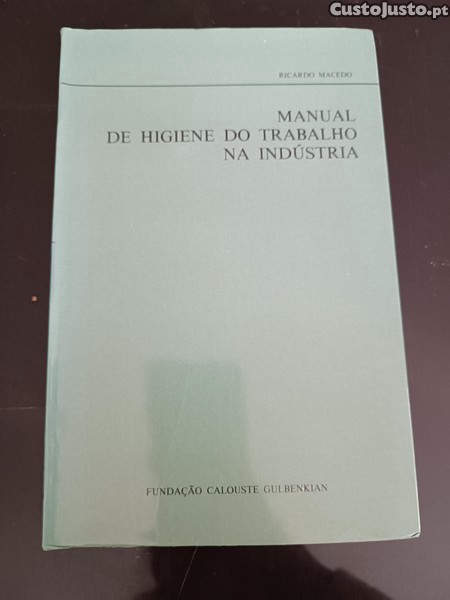 CustoJusto.pt
RICARDO MACEDO
MANUAL
DE HIGIENE DO TRABALHO
NA INDÚSTRIA
FUNDAÇÃO CALOUSTE GULBENKIAN